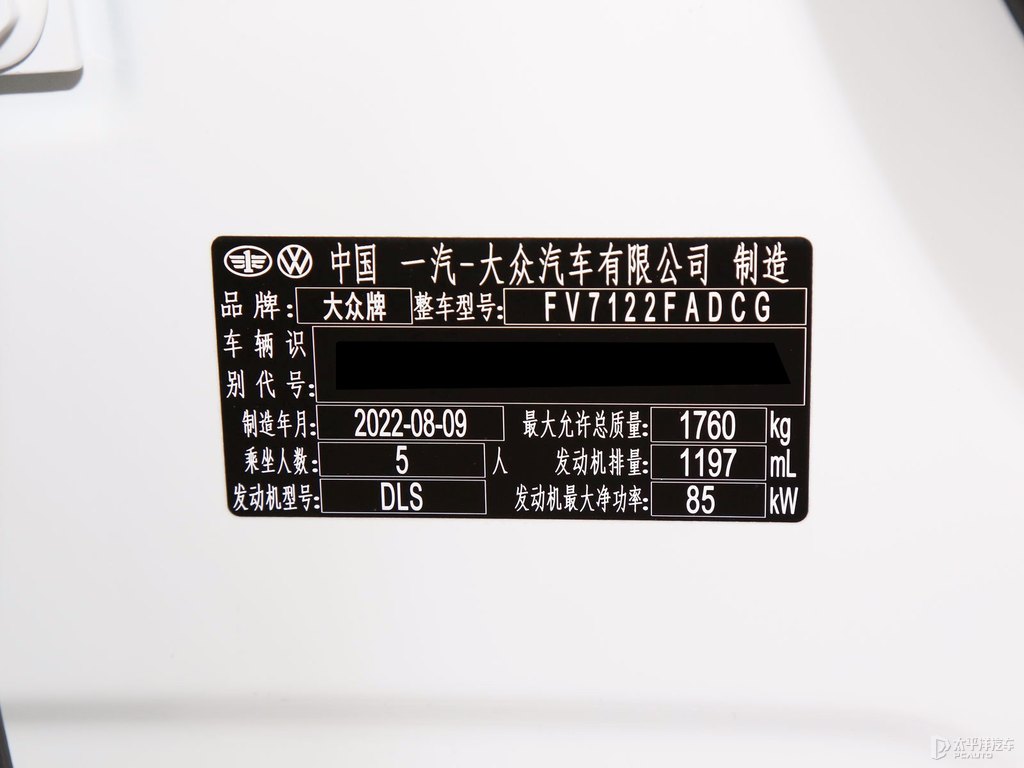 中国 一汽-大众汽车有限公司 制造
品牌: 大众牌 整车型号: FV7122FADCG
车辆识
别代号:
制造年月: 2022-08-09 最大允许总质量: 1760 kg
乘坐人数: 5 人 发动机排量: 1197 mL
发动机型号: DLS 发动机最大净功率: 85 kW
太平洋汽车
PCAUTO